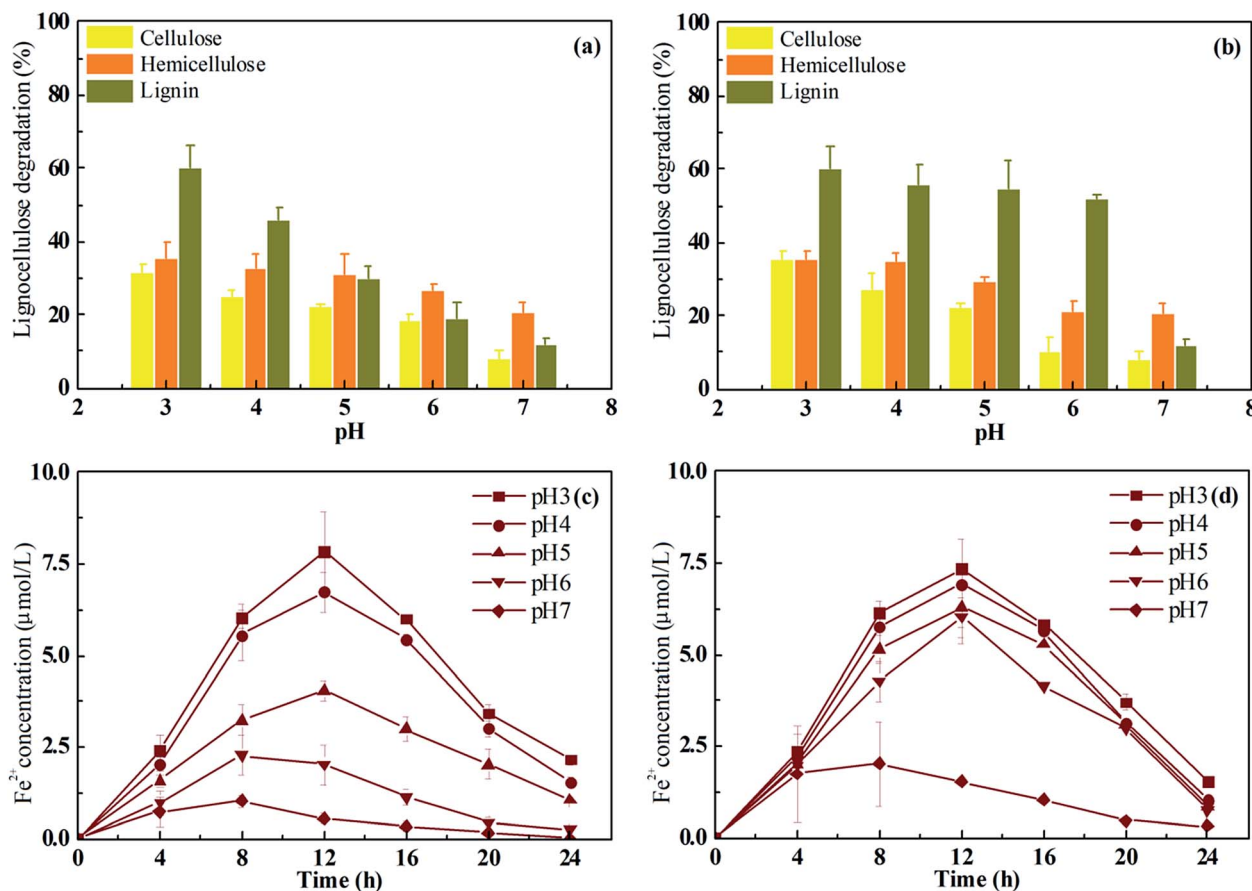 100
80
60
40
20
0
Lignocellulose degradation (%)
Cellulose
Hemicellulose
Lignin
(a)
2 3 4 5 6 7 8
pH
100
80
60
40
20
0
Lignocellulose degradation (%)
Cellulose
Hemicellulose
Lignin
(b)
2 3 4 5 6 7 8
pH
10.0
7.5
5.0
2.5
0.0
Fe²⁺ concentration (µmol/L)
pH3 (c)
pH4
pH5
pH6
pH7
0 4 8 12 16 20 24
Time (h)
10.0
7.5
5.0
2.5
0.0
Fe²⁺ concentration (µmol/L)
pH3 (d)
pH4
pH5
pH6
pH7
0 4 8 12 16 20 24
Time (h)